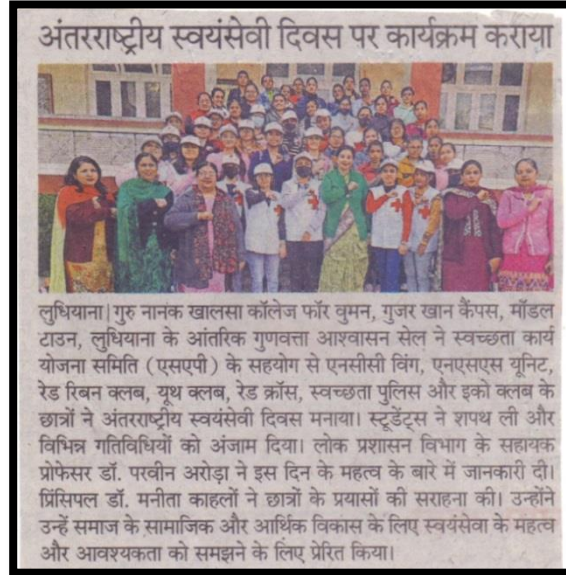 अंतरराष्ट्रीय स्वयंसेवी दिवस पर कार्यक्रम कराया
लुधियाना|गुरु नानक खालसा कॉलेज फॉर वुमन, गुजर खान कैंपस, मॉडल
टाउन, लुधियाना के आंतरिक गुणवत्ता आश्वासन सेल ने स्वच्छता कार्य
योजना समिति (एसएपी) के सहयोग से एनसीसी विंग, एनएसएस यूनिट,
रेड रिबन क्लब, यूथ क्लब, रेड क्रॉस, स्वच्छता पुलिस और इको क्लब के
छात्रों ने अंतरराष्ट्रीय स्वयंसेवी दिवस मनाया। स्टूडेंट्स ने शपथ ली और
विभिन्न गतिविधियों को अंजाम दिया। लोक प्रशासन विभाग के सहायक
प्रोफेसर डॉ. परवीन अरोड़ा ने इस दिन के महत्व के बारे में जानकारी दी।
प्रिंसिपल डॉ. मनीता काहलों ने छात्रों के प्रयासों की सराहना की। उन्होंने
उन्हें समाज के सामाजिक और आर्थिक विकास के लिए स्वयंसेवा के महत्व
और आवश्यकता को समझने के लिए प्रेरित किया।